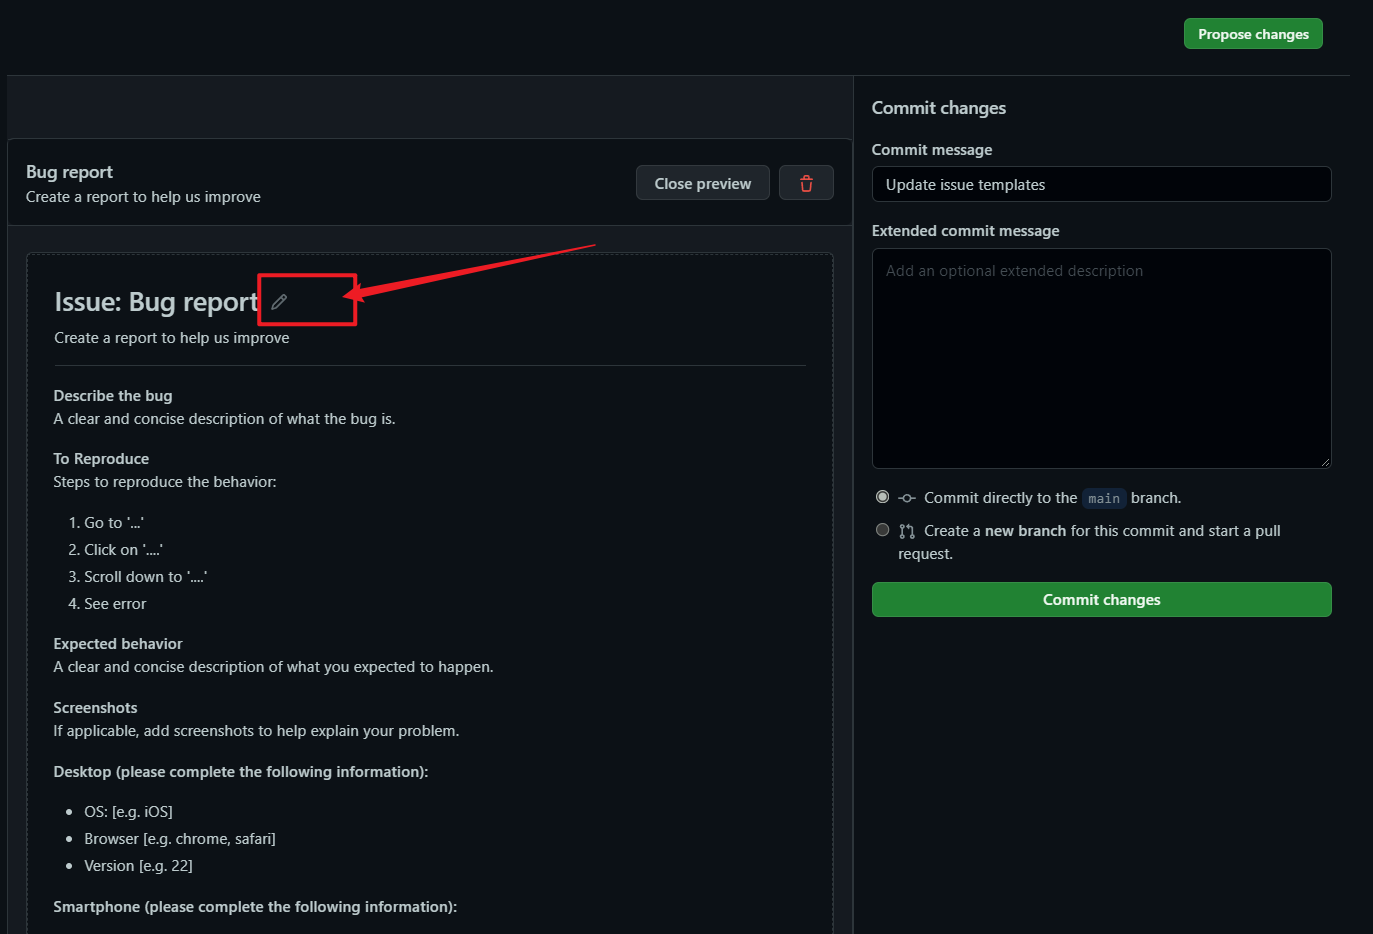 Propose changes
Bug report
Create a report to help us improve
Close preview
Issue: Bug report
Create a report to help us improve
Describe the bug
A clear and concise description of what the bug is.
To Reproduce
Steps to reproduce the behavior:
1. Go to '...'
2. Click on '....'
3. Scroll down to '....'
4. See error
Expected behavior
A clear and concise description of what you expected to happen.
Screenshots
If applicable, add screenshots to help explain your problem.
Desktop (please complete the following information):
• OS: [e.g. iOS]
• Browser [e.g. chrome, safari]
• Version [e.g. 22]
Smartphone (please complete the following information):
Commit changes
Commit message
Update issue templates
Extended commit message
Add an optional extended description
Commit directly to the main branch.
Create a new branch for this commit and start a pull
request.
Commit changes